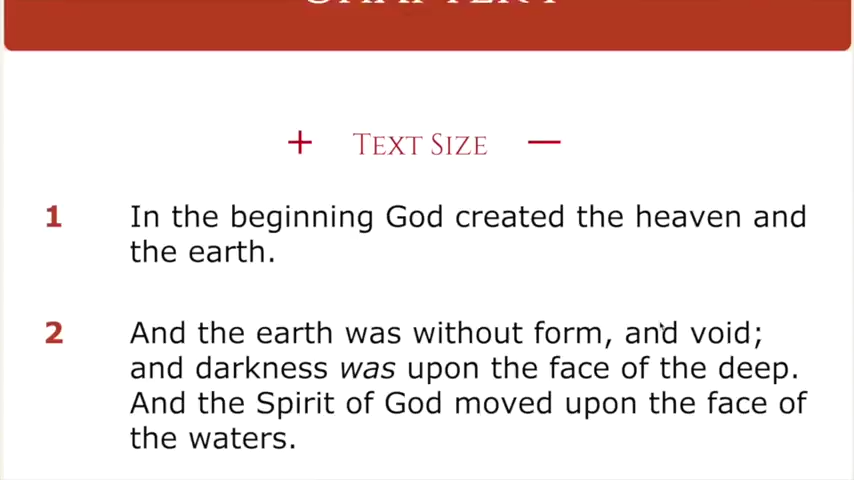 + TEXT SIZE —
1 In the beginning God created the heaven and
the earth.
2 And the earth was without form, and void;
and darkness was upon the face of the deep.
And the Spirit of God moved upon the face of
the waters.